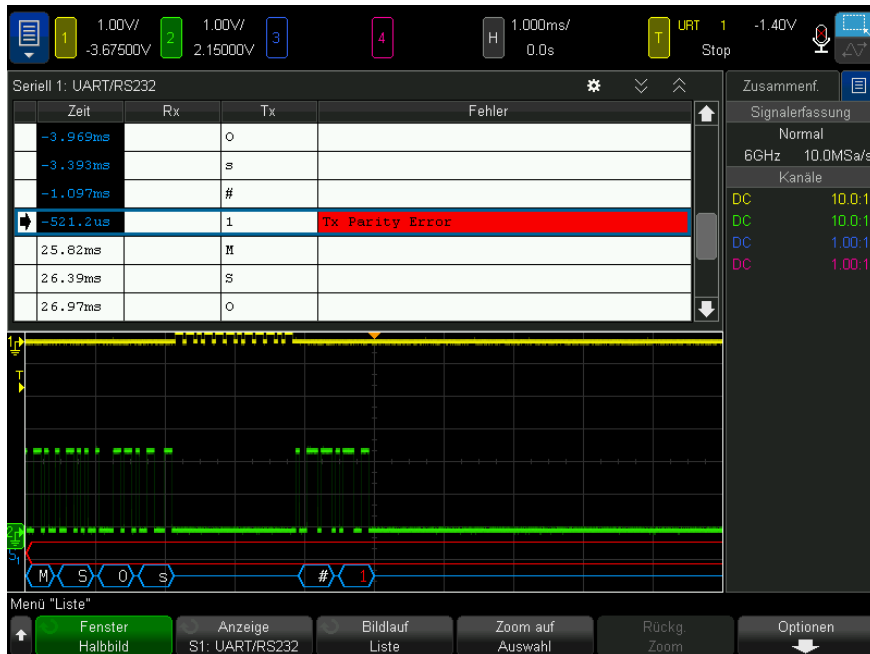 1 1.00V/ -3.67500V 2 1.00V/ 2.15000V 3 4 H 1.000ms/ 0.0s T URT 1 -1.40V Stop
Seriell 1: UART/RS232
Zeit Rx Tx Fehler
-3.969ms O
-3.393ms s
-1.097ms #
-521.2us 1 Tx Parity Error
25.82ms M
26.39ms S
26.97ms O
Zusammenf.
Signalerfassung
Normal
6GHz 10.0MSa/s
Kanäle
DC 10.0:1
DC 10.0:1
DC 1.00:1
DC 1.00:1
1
T
2
S1
M S O s # 1
Menü "Liste"
Fenster Halbbild
Anzeige S1: UART/RS232
Bildlauf Liste
Zoom auf Auswahl
Rückg. Zoom
Optionen